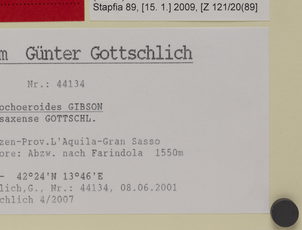 Stapfia 89, [15. 1.] 2009, [Z 121/20(89]
m Günter Gottschlich
Nr.: 44134
ochoeroides GIBSON
saxense GOTTSCHL.
zen-Prov.L'Aquila-Gran Sasso
ore: Abzw. nach Farindola 1550m
- 42°24'N 13°46'E
lich,G., Nr.: 44134, 08.06.2001
chlich 4/2007